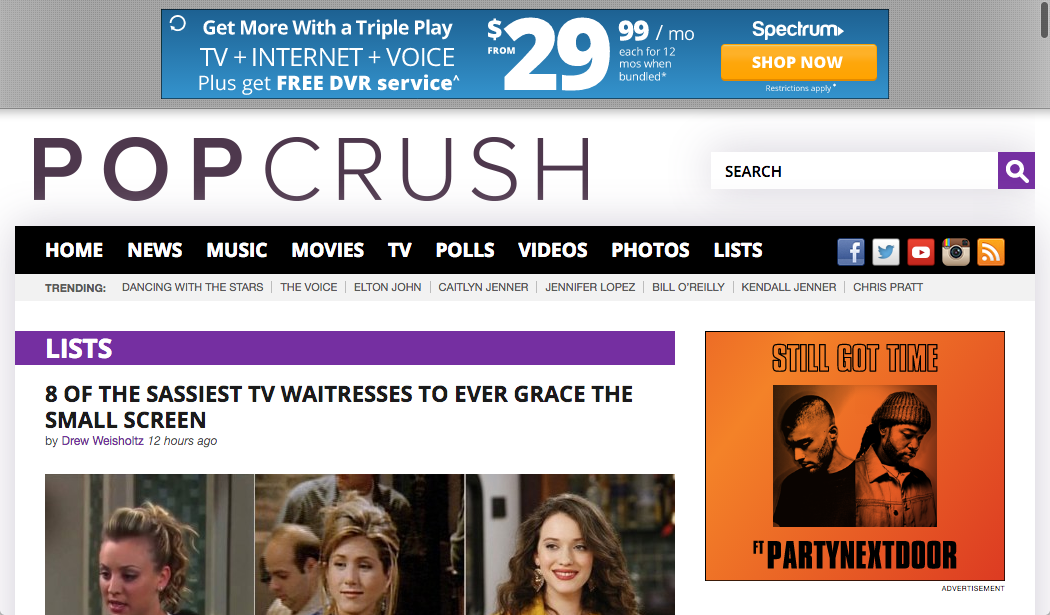 Get More With a Triple Play
TV + INTERNET + VOICE
Plus get FREE DVR service^
$29 99 / mo
FROM
each for 12
mos when
bundled*
Spectrum
SHOP NOW
Restrictions apply*
POPCRUSH
SEARCH
HOME NEWS MUSIC MOVIES TV POLLS VIDEOS PHOTOS LISTS
TRENDING: DANCING WITH THE STARS THE VOICE ELTON JOHN CAITLYN JENNER JENNIFER LOPEZ BILL O'REILLY KENDALL JENNER CHRIS PRATT
LISTS
8 OF THE SASSIEST TV WAITRESSES TO EVER GRACE THE
SMALL SCREEN
by Drew Weisholtz 12 hours ago
STILL GOT TIME
FT PARTYNEXTDOOR
ADVERTISEMENT